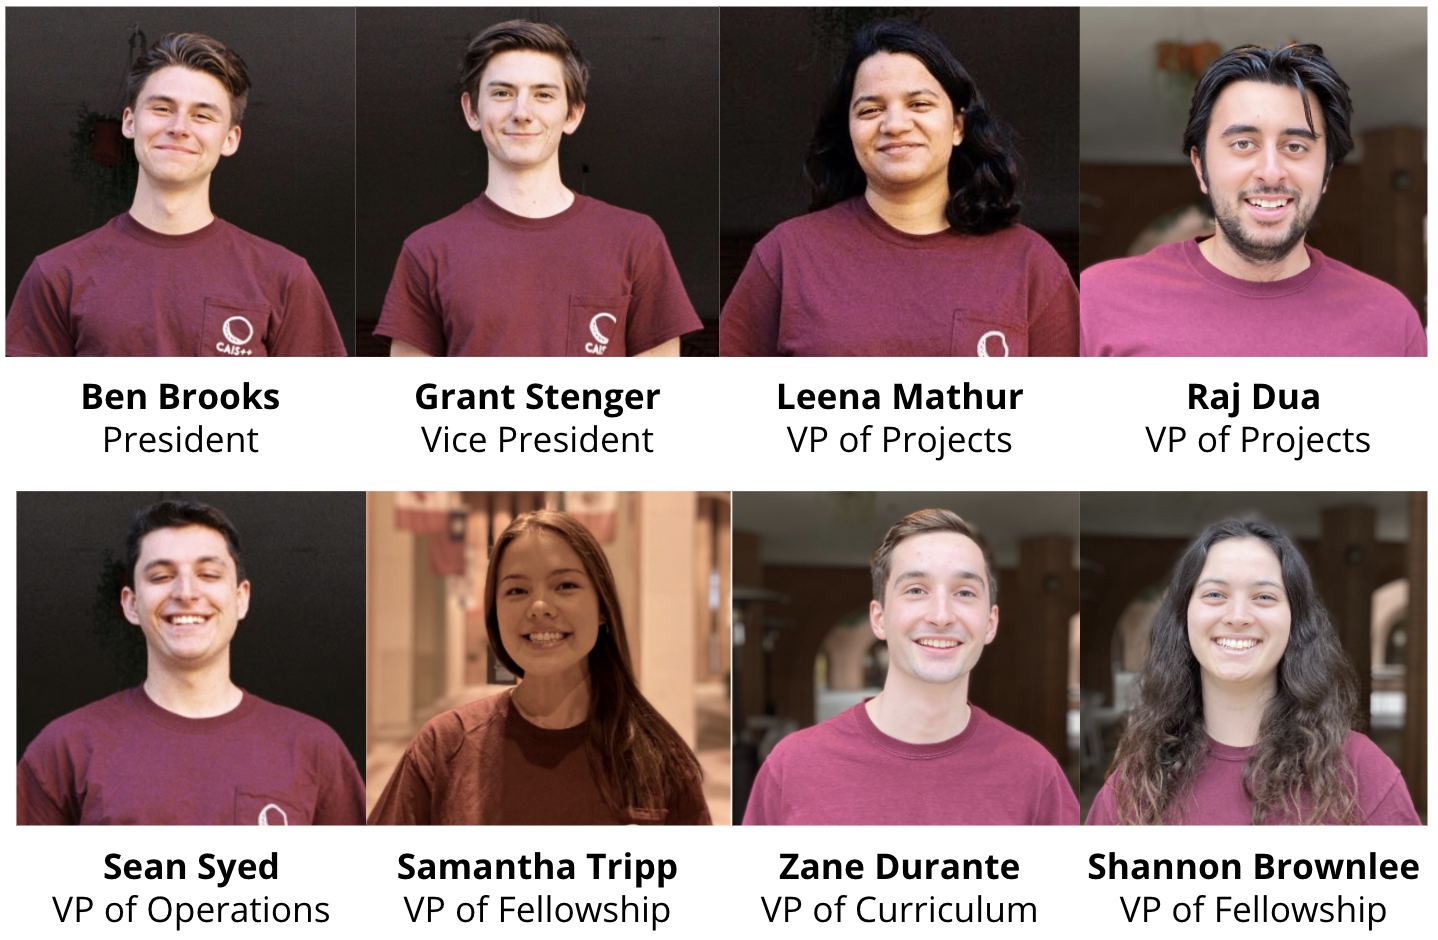 CAIS++
CAI
Ben Brooks
President
Grant Stenger
Vice President
Leena Mathur
VP of Projects
Raj Dua
VP of Projects
Sean Syed
VP of Operations
Samantha Tripp
VP of Fellowship
Zane Durante
VP of Curriculum
Shannon Brownlee
VP of Fellowship